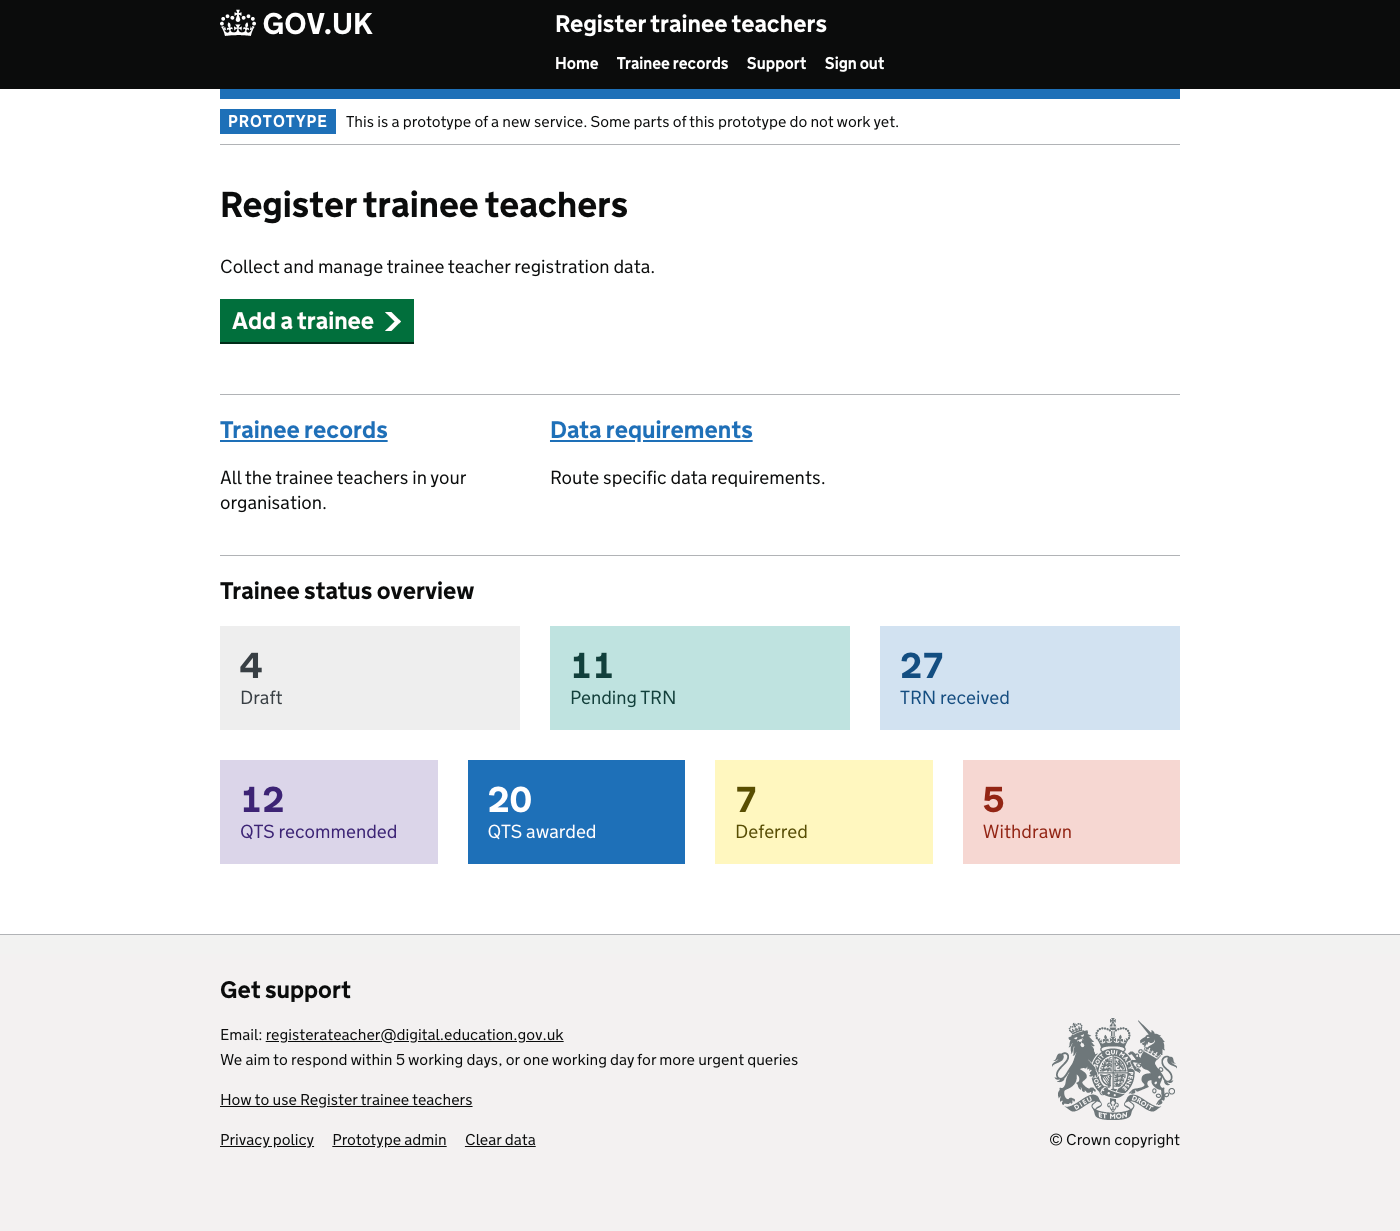 GOV.UK
Register trainee teachers
Home Trainee records Support Sign out
PROTOTYPE This is a prototype of a new service. Some parts of this prototype do not work yet.
Register trainee teachers
Collect and manage trainee teacher registration data.
Add a trainee
Trainee records
All the trainee teachers in your
organisation.
Data requirements
Route specific data requirements.
Trainee status overview
4
Draft
11
Pending TRN
27
TRN received
12
QTS recommended
20
QTS awarded
7
Deferred
5
Withdrawn
Get support
Email: registerateacher@digital.education.gov.uk
We aim to respond within 5 working days, or one working day for more urgent queries
How to use Register trainee teachers
Privacy policy Prototype admin Clear data
DIEU ET MON DROIT
© Crown copyright